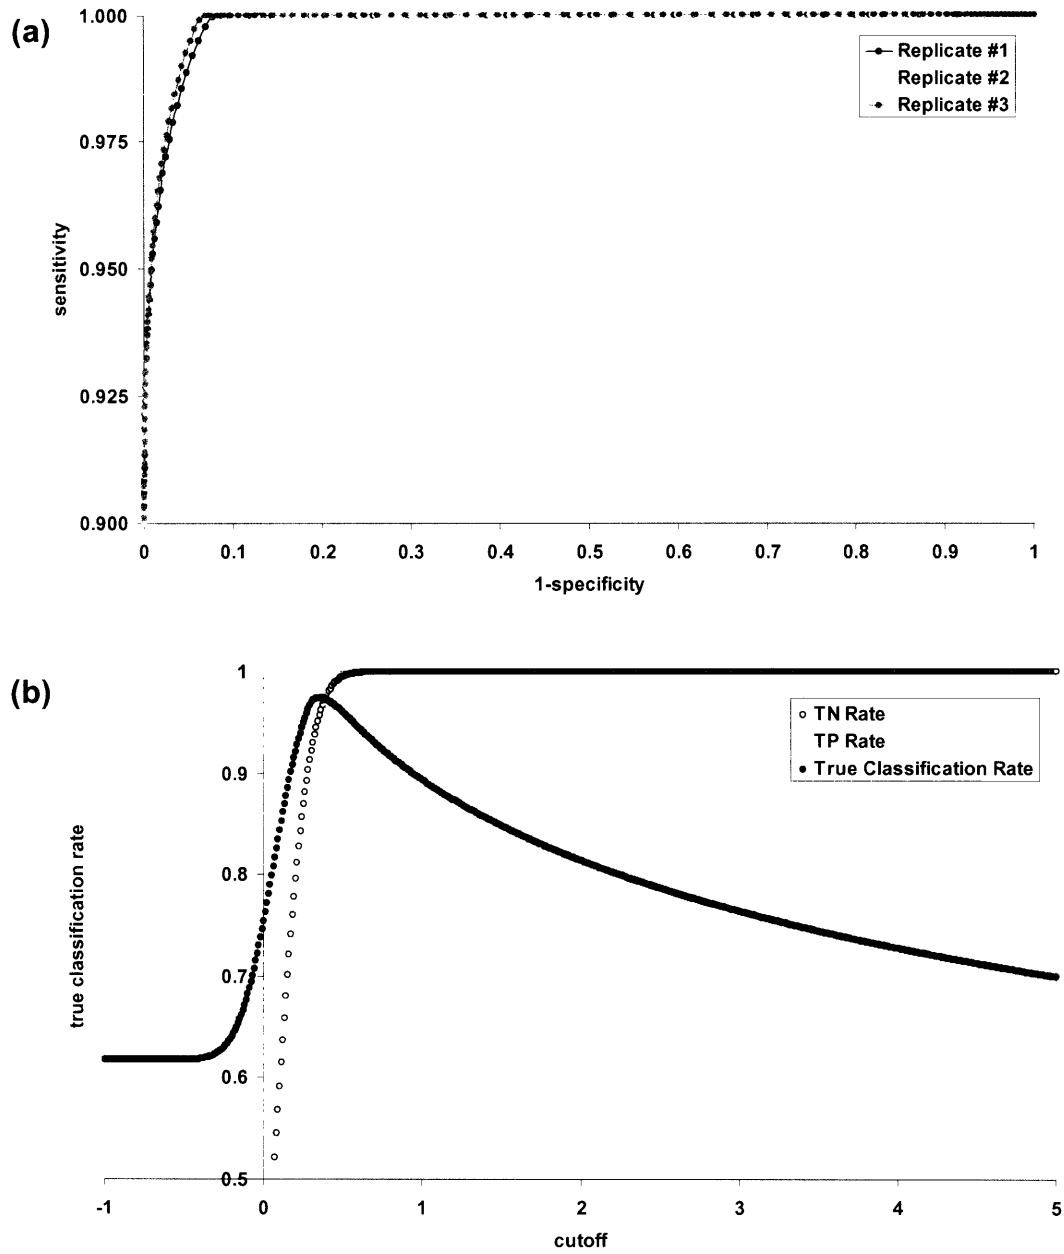 (a)
1.000
0.975
0.950
0.925
0.900
sensitivity
Replicate #1
Replicate #2
Replicate #3
0 0.1 0.2 0.3 0.4 0.5 0.6 0.7 0.8 0.9 1
1-specificity
(b)
1
0.9
0.8
0.7
0.6
0.5
true classification rate
TN Rate
TP Rate
True Classification Rate
-1 0 1 2 3 4 5
cutoff